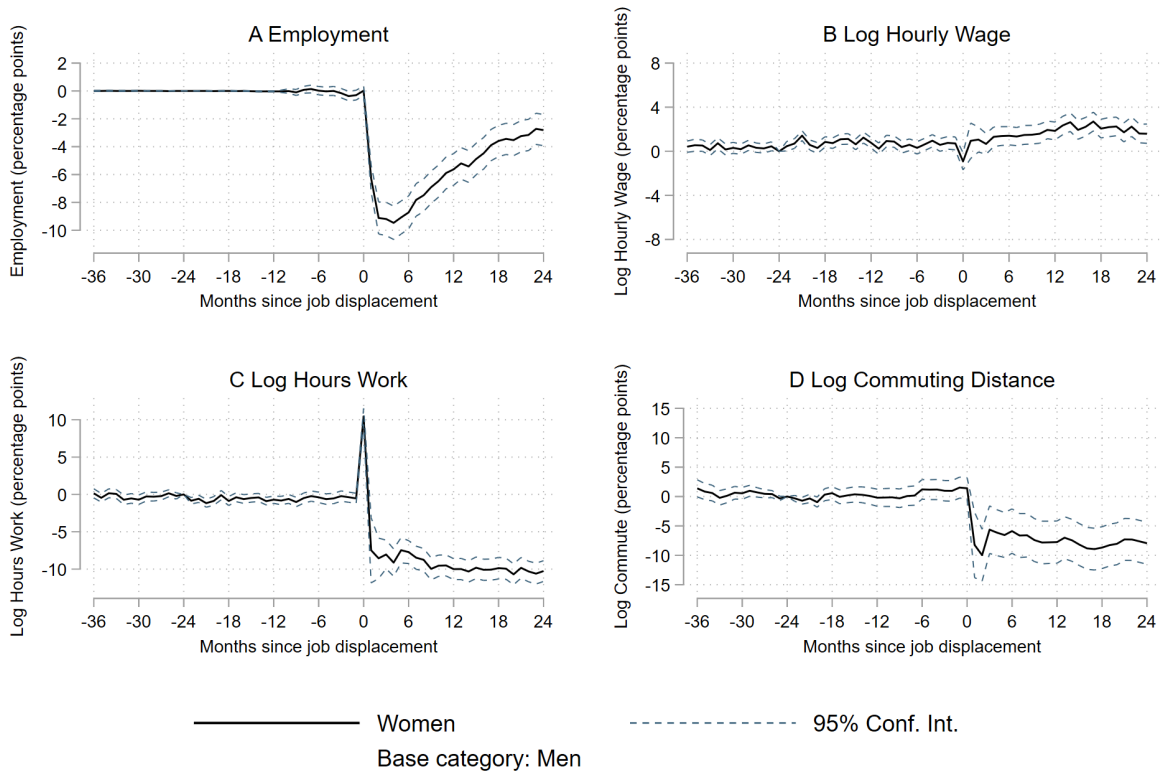 A Employment
Employment (percentage points)
2
0
-2
-4
-6
-8
-10
-36 -30 -24 -18 -12 -6 0 6 12 18 24
Months since job displacement
B Log Hourly Wage
Log Hourly Wage (percentage points)
8
4
0
-4
-8
-36 -30 -24 -18 -12 -6 0 6 12 18 24
Months since job displacement
C Log Hours Work
Log Hours Work (percentage points)
10
5
0
-5
-10
-36 -30 -24 -18 -12 -6 0 6 12 18 24
Months since job displacement
D Log Commuting Distance
Log Commute (percentage points)
15
10
5
0
-5
-10
-15
-36 -30 -24 -18 -12 -6 0 6 12 18 24
Months since job displacement
Women
95% Conf. Int.
Base category: Men